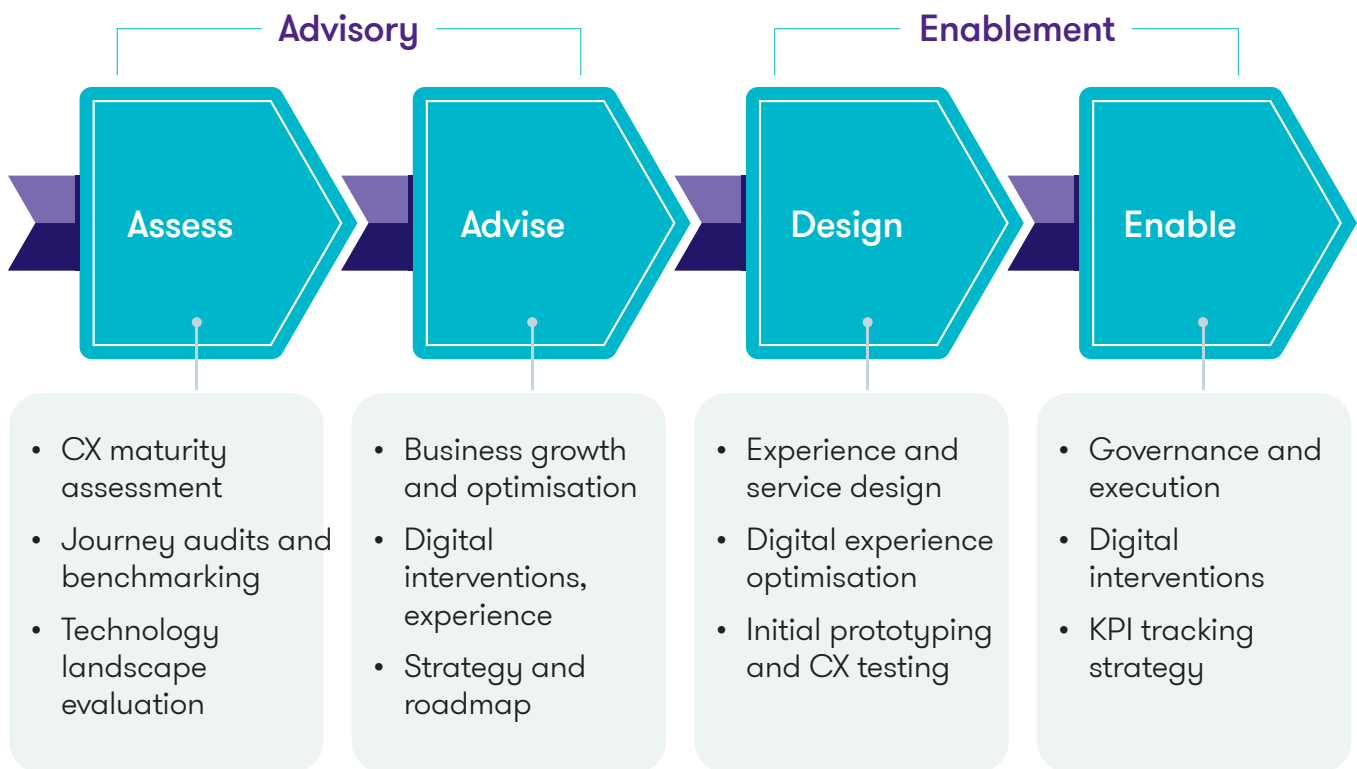 Advisory
Enablement
Assess
Advise
Design
Enable
• CX maturity
assessment
• Journey audits and
benchmarking
• Technology
landscape
evaluation
• Business growth
and optimisation
• Digital
interventions,
experience
• Strategy and
roadmap
• Experience and
service design
• Digital experience
optimisation
• Initial prototyping
and CX testing
• Governance and
execution
• Digital
interventions
• KPI tracking
strategy